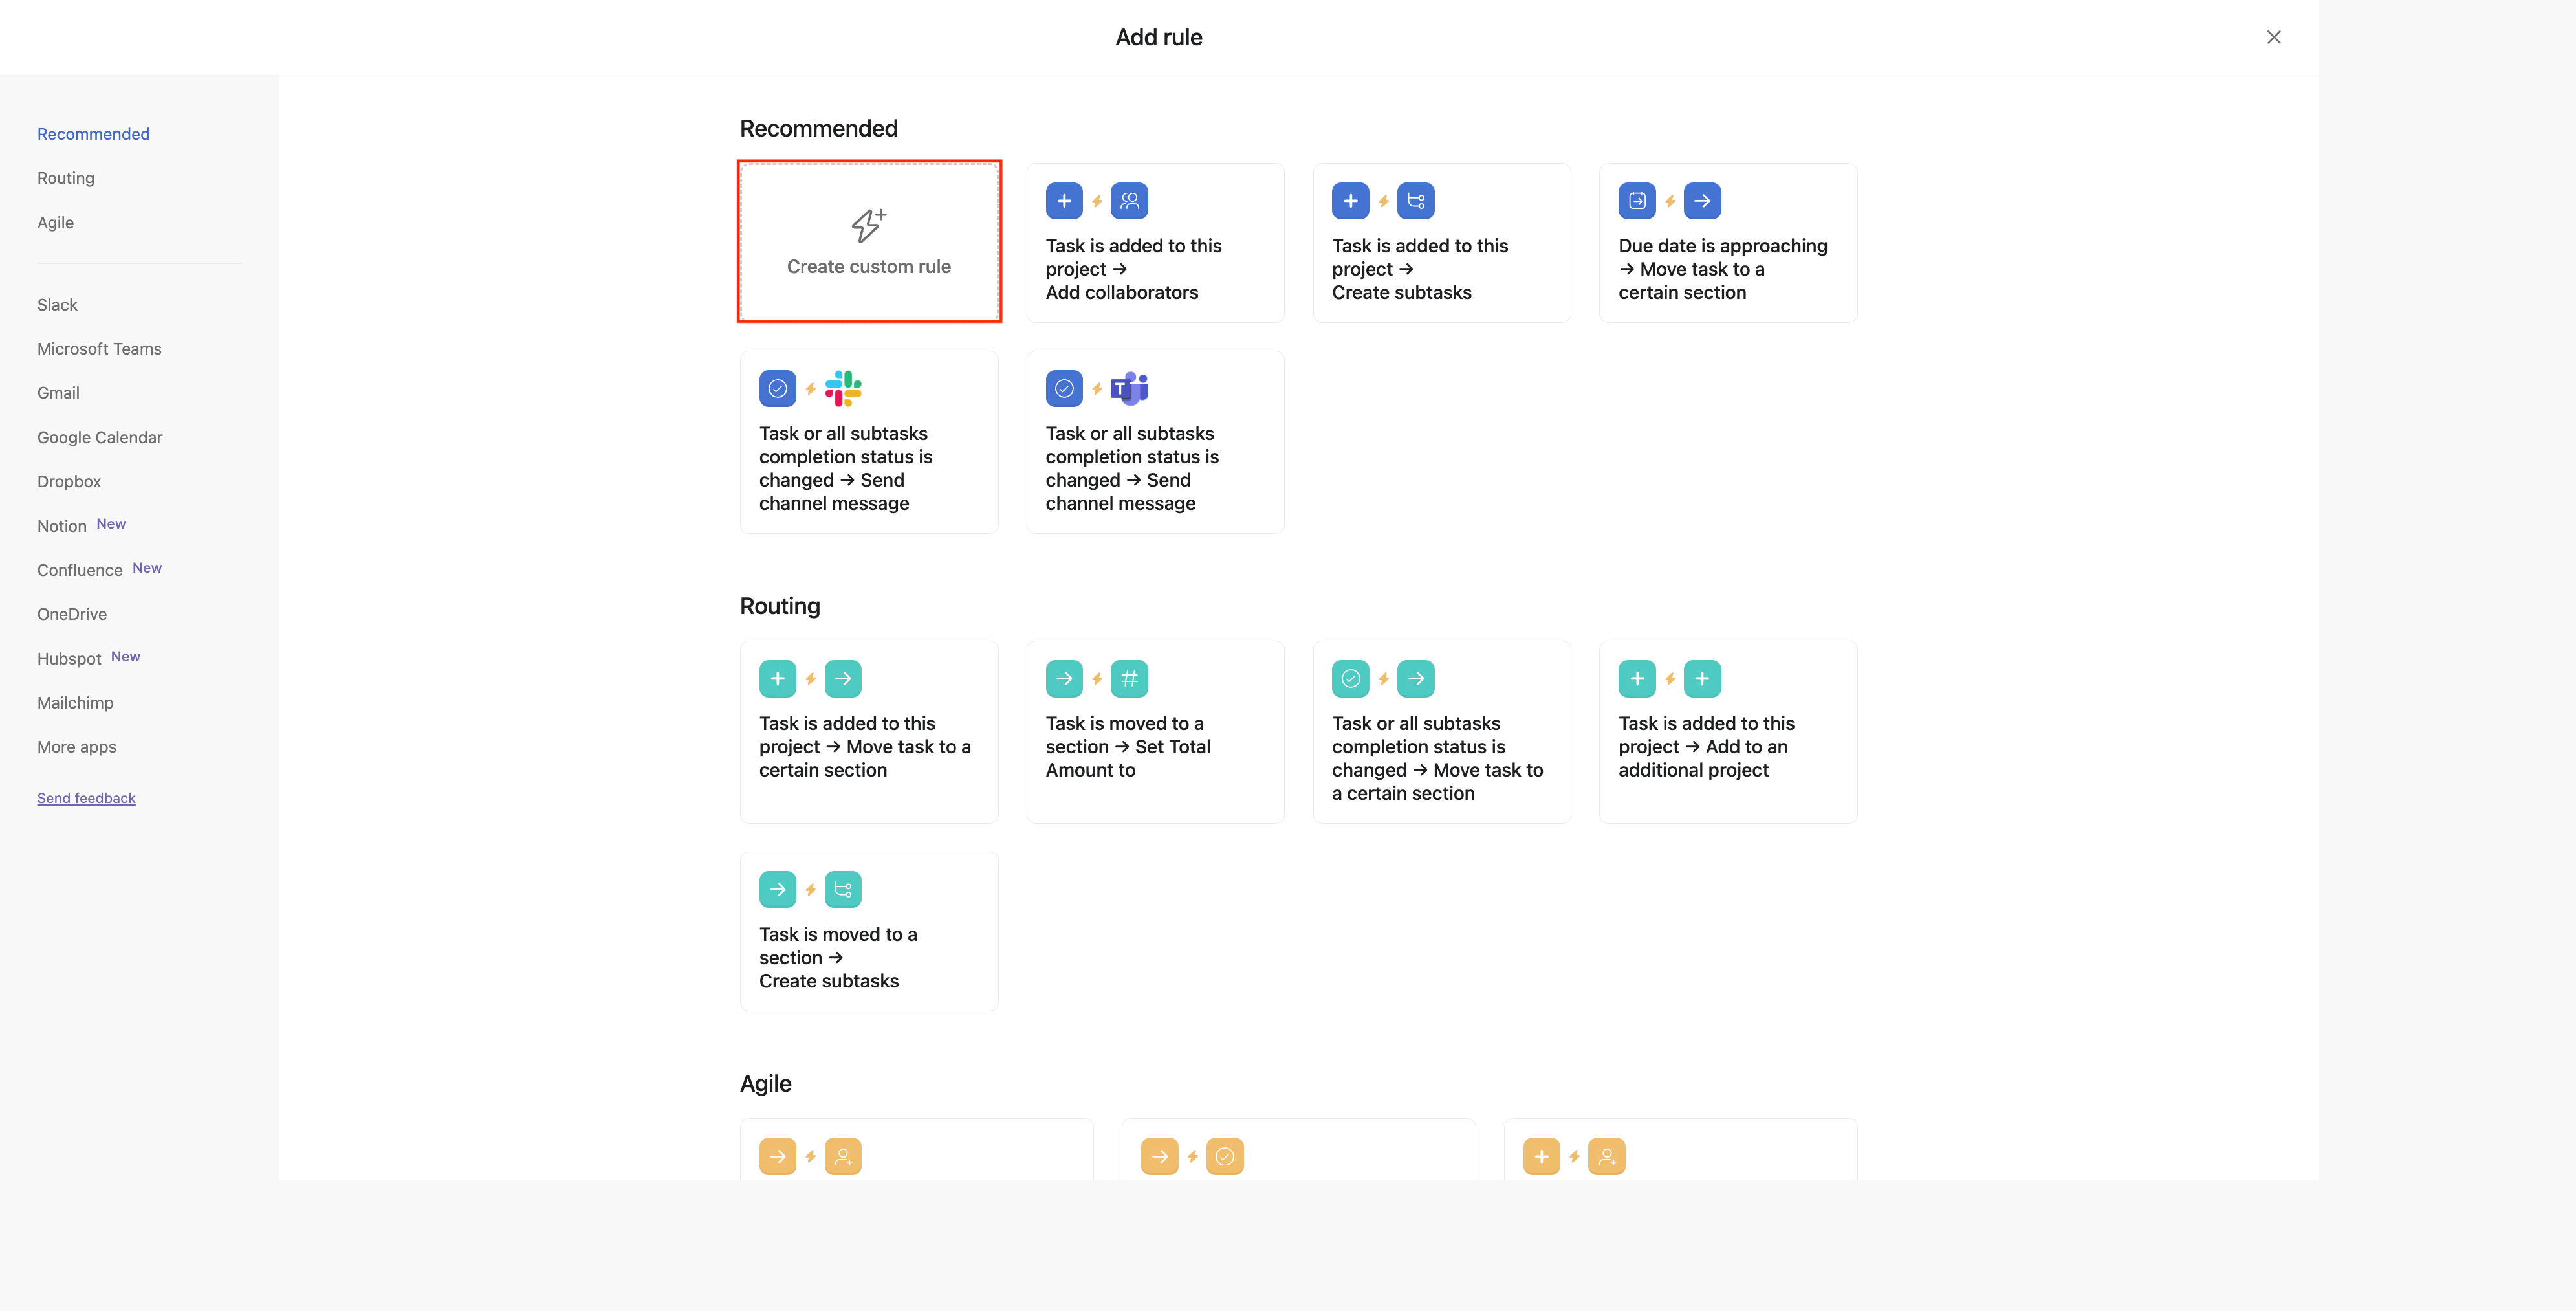 Add rule
Recommended
Routing
Agile
Slack
Microsoft Teams
Gmail
Google Calendar
Dropbox
Notion New
Confluence New
OneDrive
Hubspot New
Mailchimp
More apps
Send feedback
Recommended
Create custom rule
Task is added to this
project →
Add collaborators
Task is added to this
project →
Create subtasks
Due date is approaching
→ Move task to a
certain section
Task or all subtasks
completion status is
changed → Send
channel message
Task or all subtasks
completion status is
changed → Send
channel message
Routing
Task is added to this
project → Move task to a
certain section
Task is moved to a
section → Set Total
Amount to
Task or all subtasks
completion status is
changed → Move task to
a certain section
Task is added to this
project → Add to an
additional project
Task is moved to a
section →
Create subtasks
Agile